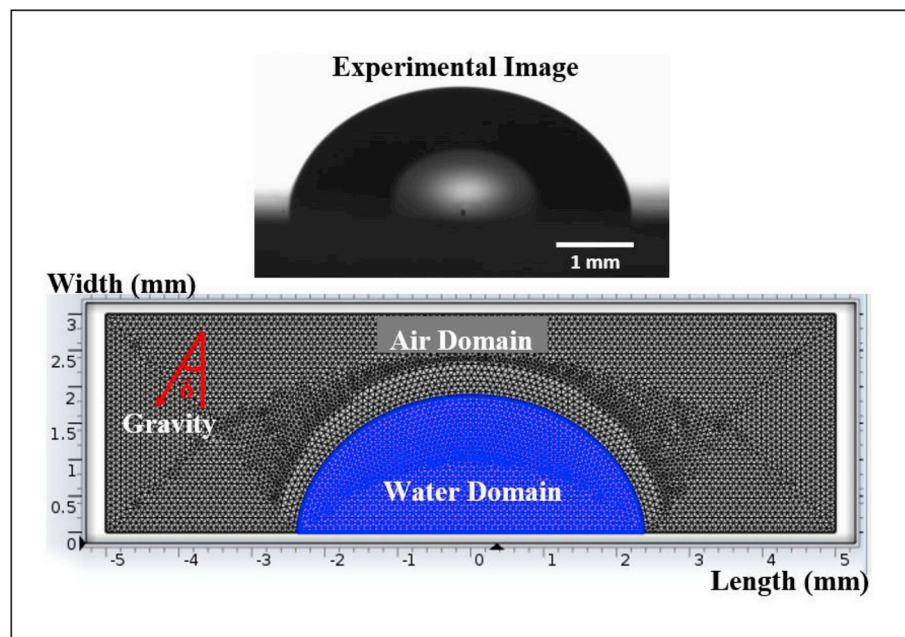 Experimental Image
1 mm
Width (mm)
3
2.5
2
1.5
1
0.5
0
Air Domain
δ
Gravity
Water Domain
-5 -4 -3 -2 -1 0 1 2 3 4 5
Length (mm)